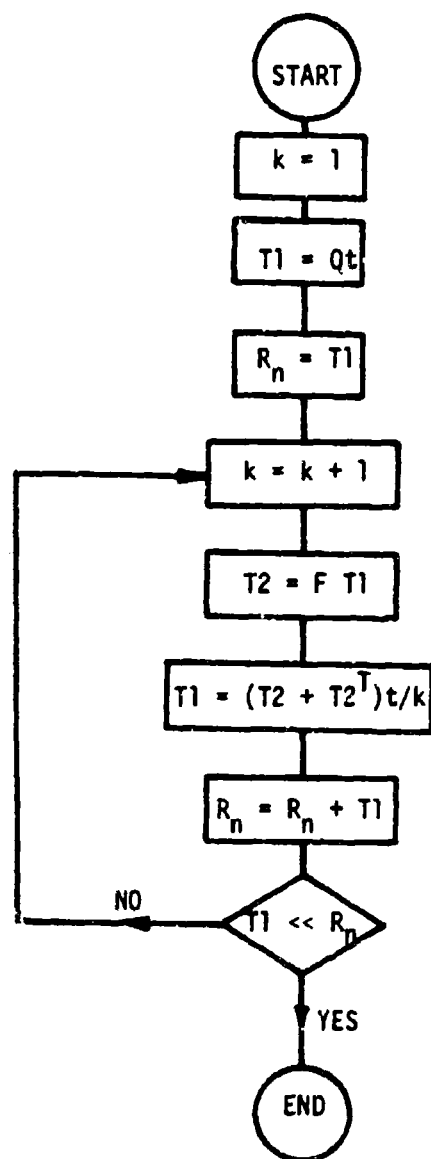 START
k = 1
T1 = Qt
R_n = T1
k = k + 1
T2 = F T1
T1 = (T2 + T2^T)t/k
R_n = R_n + T1
T1 << R_n
NO
YES
END